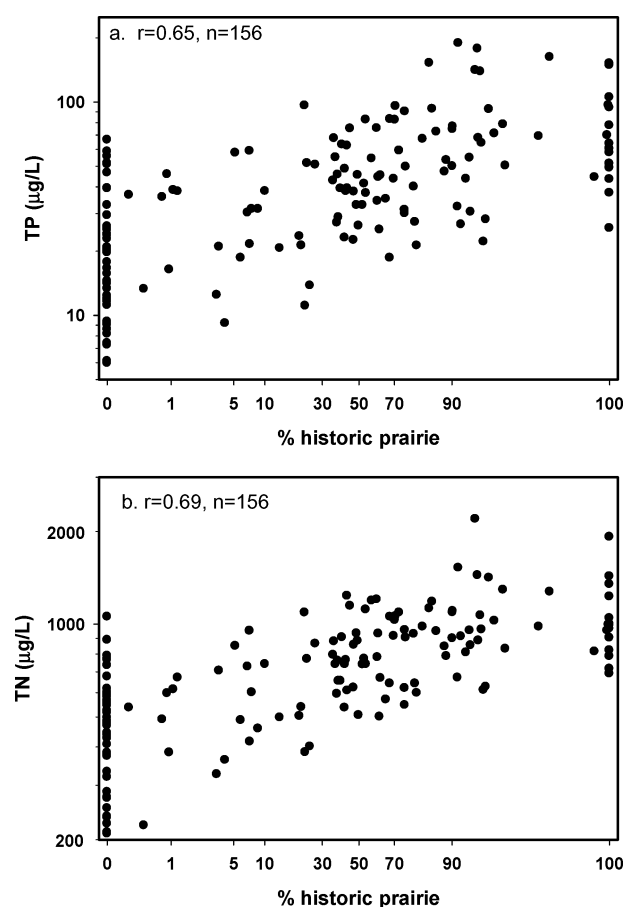 a. r=0.65, n=156
100
10
TP (µg/L)
0 1 5 10 30 50 70 90 100
% historic prairie
b. r=0.69, n=156
2000
1000
200
TN (µg/L)
0 1 5 10 30 50 70 90 100
% historic prairie